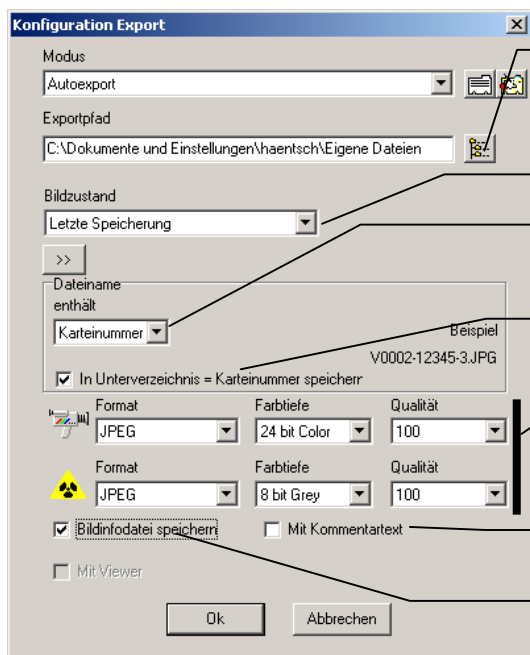 Konfiguration Export
Modus
Autoexport
Exportpfad
C:\Dokumente und Einstellungen\haentsch\Eigene Dateien
Bildzustand
Letzte Speicherung
>>
Dateiname
enthält
Karteinummer
Beispiel
V0002-12345-3.JPG
In Unterverzeichnis = Karteinummer speicherr
Format Farbtiefe Qualität
JPEG 24 bit Color 100
Format Farbtiefe Qualität
JPEG 8 bit Grey 100
Bildinfodatei speichern Mit Kommentartext
Mit Viewer
Ok Abbrechen